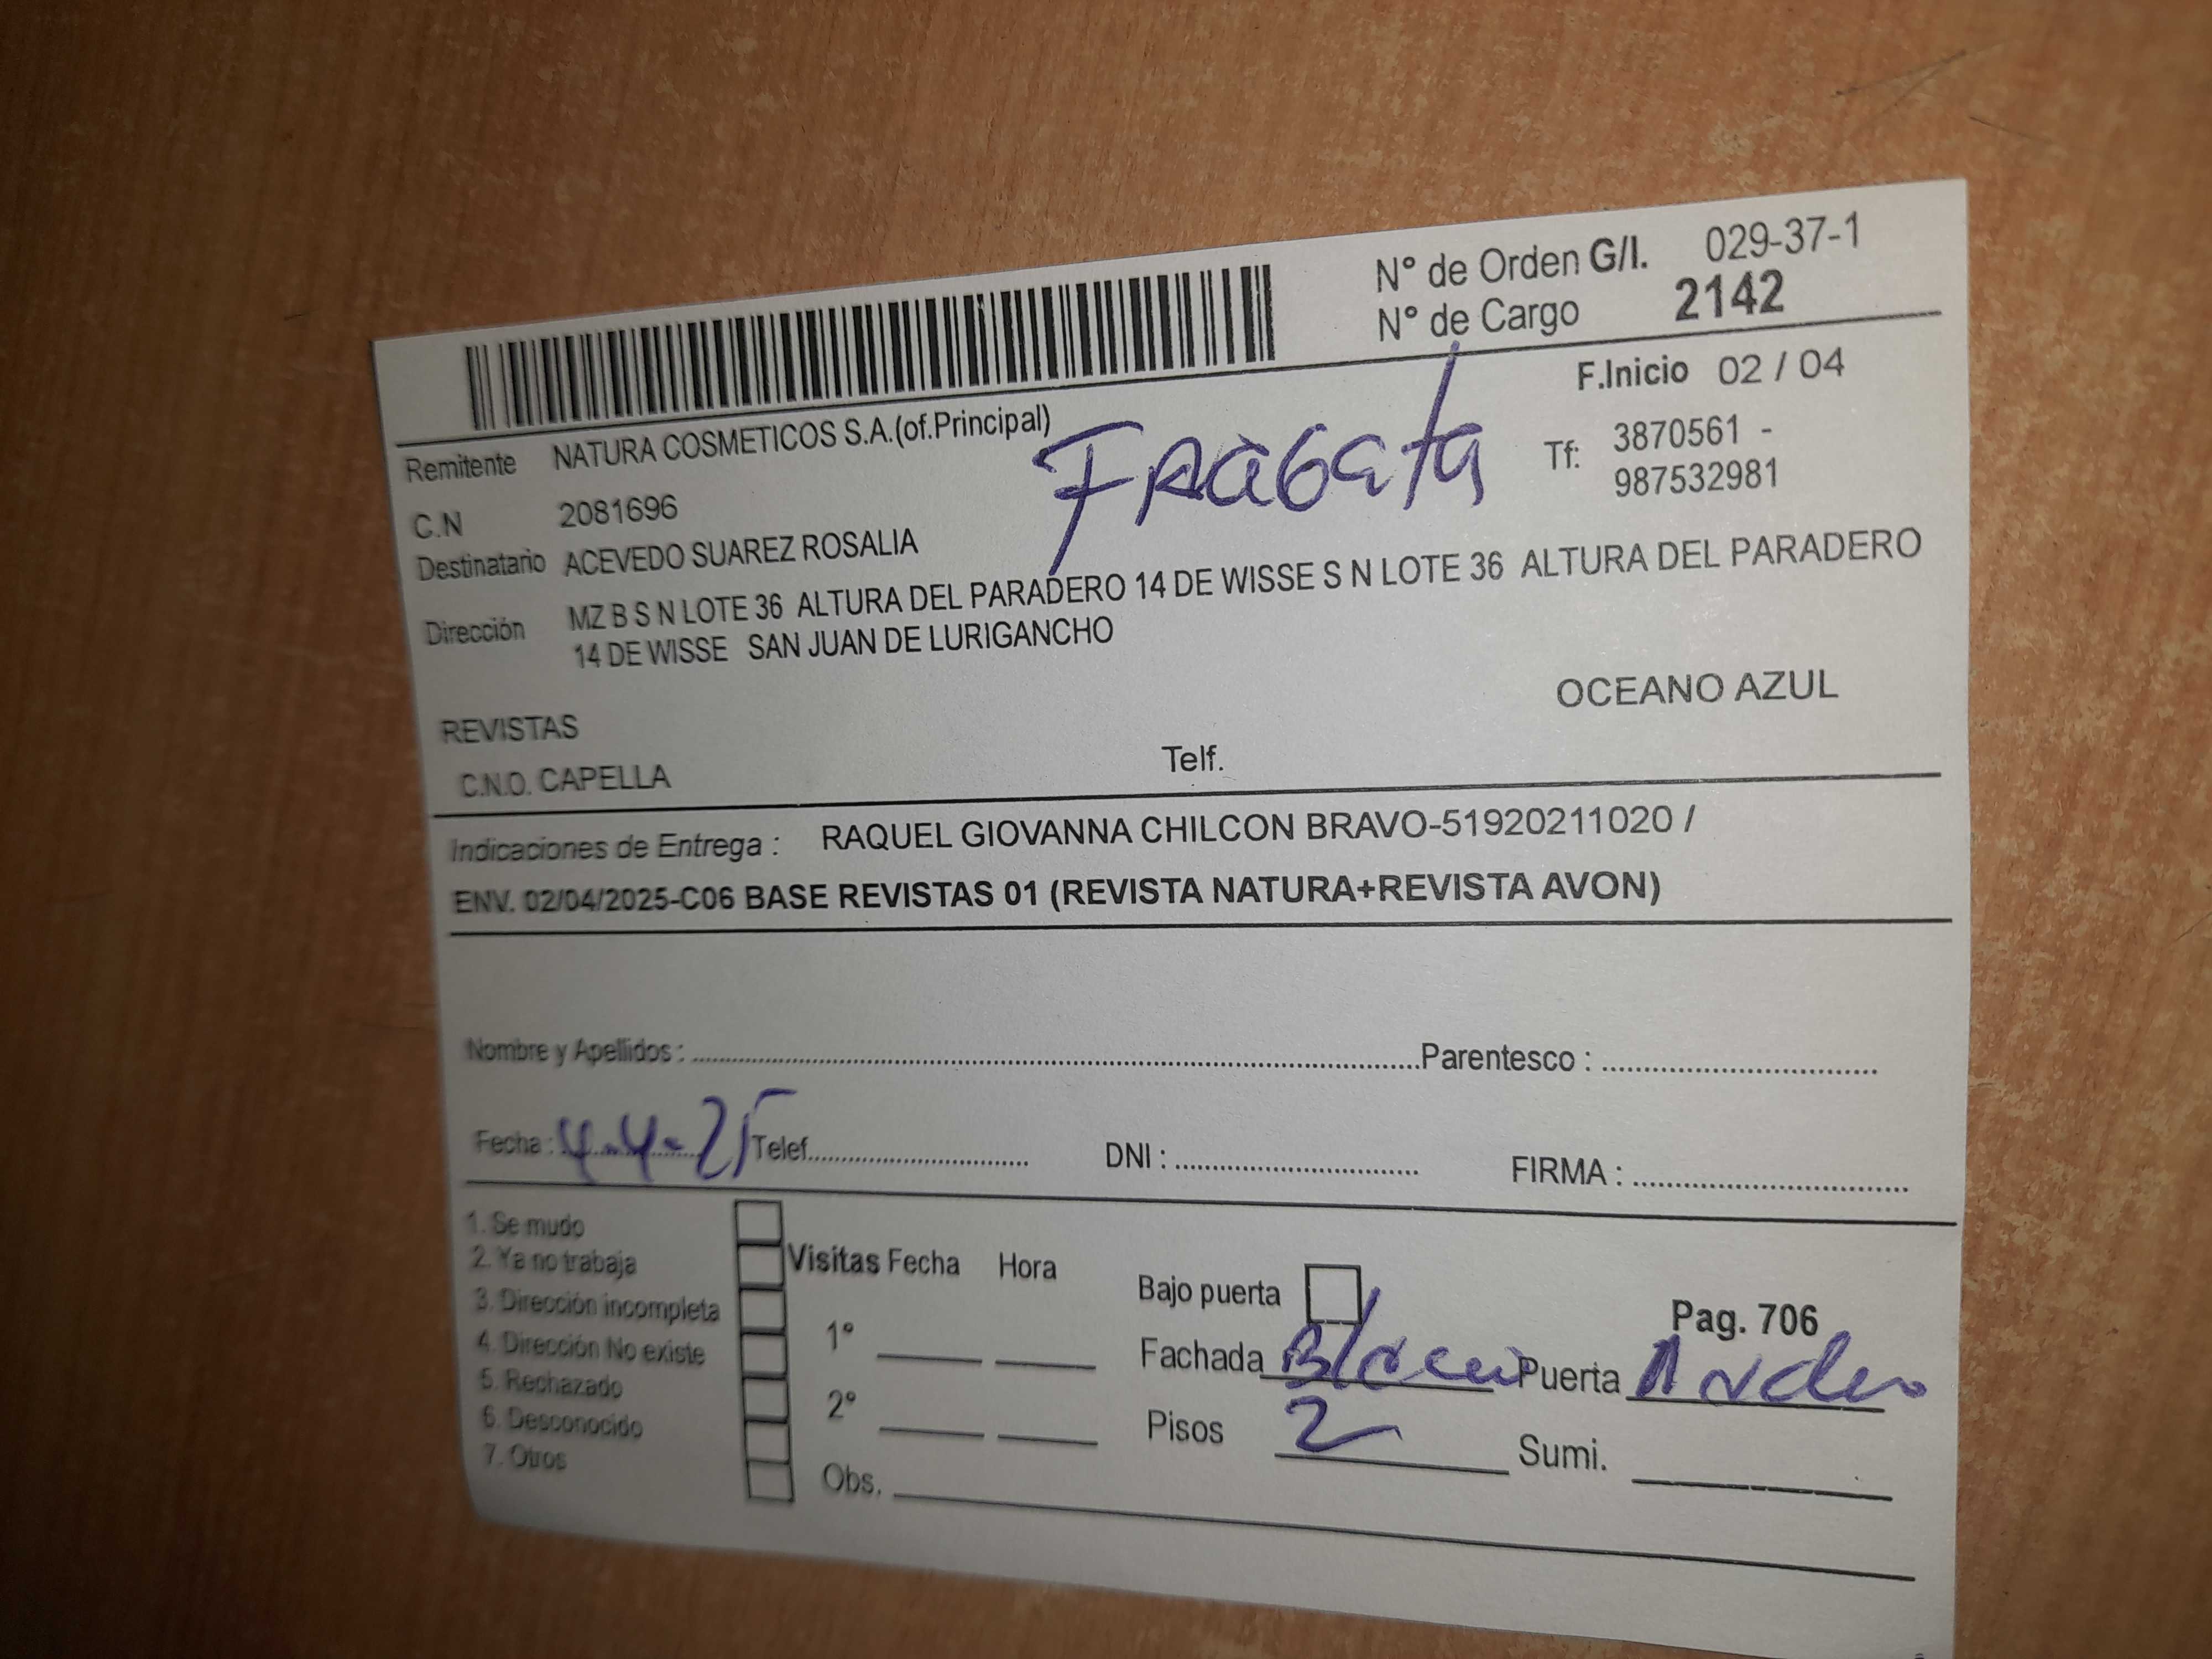 N° de Orden G/I. 029-37-1
N° de Cargo 2142
F.Inicio 02 / 04
Remitente NATURA COSMETICOS S.A.(of.Principal)
Tf: 3870561 -
987532981
C.N 2081696
Destinatario ACEVEDO SUAREZ ROSALIA
Dirección MZ B S N LOTE 36 ALTURA DEL PARADERO 14 DE WISSE S N LOTE 36 ALTURA DEL PARADERO
14 DE WISSE SAN JUAN DE LURIGANCHO
OCEANO AZUL
REVISTAS
C.N.O. CAPELLA Telf.
Indicaciones de Entrega : RAQUEL GIOVANNA CHILCON BRAVO-51920211020 /
ENV. 02/04/2025-C06 BASE REVISTAS 01 (REVISTA NATURA+REVISTA AVON)
Nombre y Apellidos : Parentesco :
Fecha : 4-4-25 Telef. DNI : FIRMA :
1. Se mudo
2. Ya no trabaja
3. Dirección incompleta
4. Dirección No existe
5. Rechazado
6. Desconocido
7. Otros
Visitas Fecha Hora
1°
2°
Obs.
Bajo puerta
Pag. 706
Fachada Puerta
Pisos 2 Sumi.